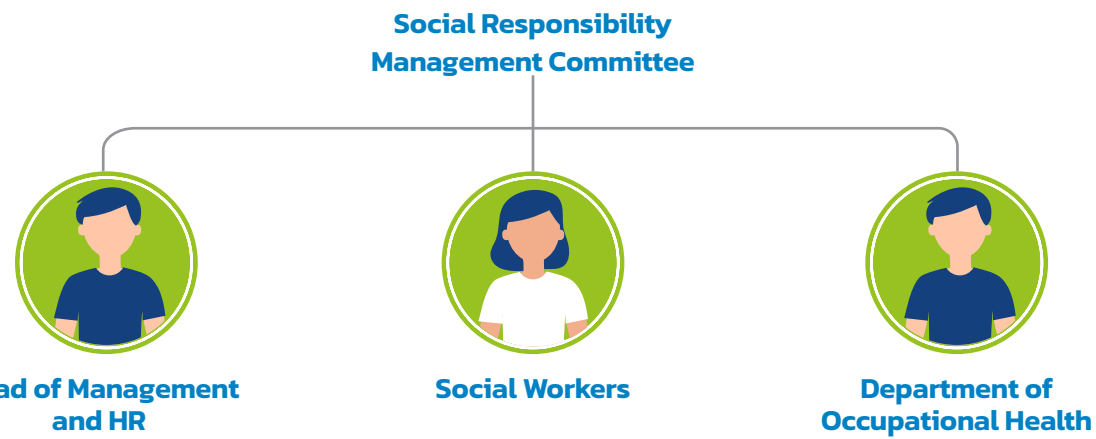 Social Responsibility
Management Committee
ad of Management
and HR
Social Workers
Department of
Occupational Health